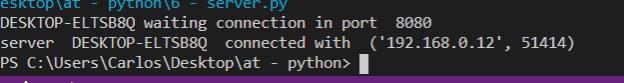 esktop\at - python\6 - server.py
DESKTOP-ELTSB8Q waiting connection in port  8080
server  DESKTOP-ELTSB8Q  connected with  ('192.168.0.12', 51414)
PS C:\Users\Carlos\Desktop\at - python>